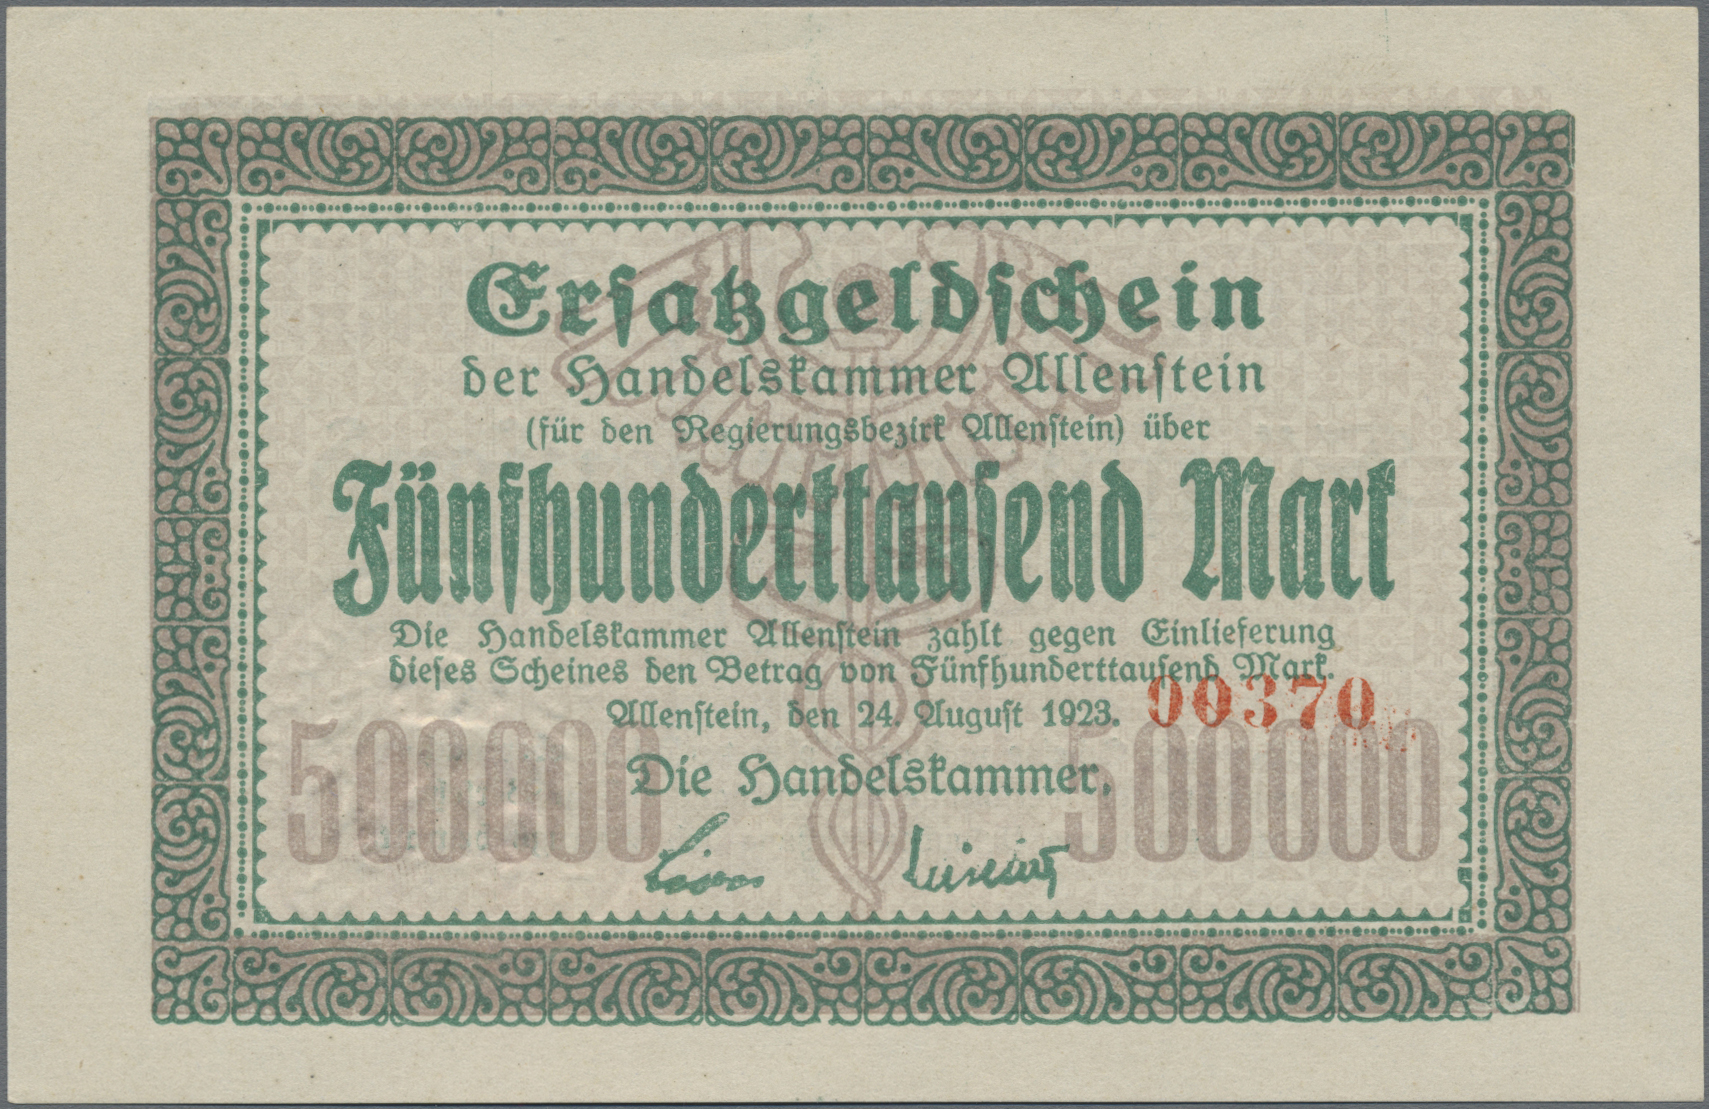 Ersatzgeldschein
der Handelskammer Allenstein
(für den Regierungsbezirk Allenstein) über
Fünfhunderttausend Mark
Die Handelskammer Allenstein zahlt gegen Einlieferung
dieses Scheines den Betrag von Fünfhunderttausend Mark.
Allenstein, den 24. August 1923. 00370
500000 Die Handelskammer. 500000